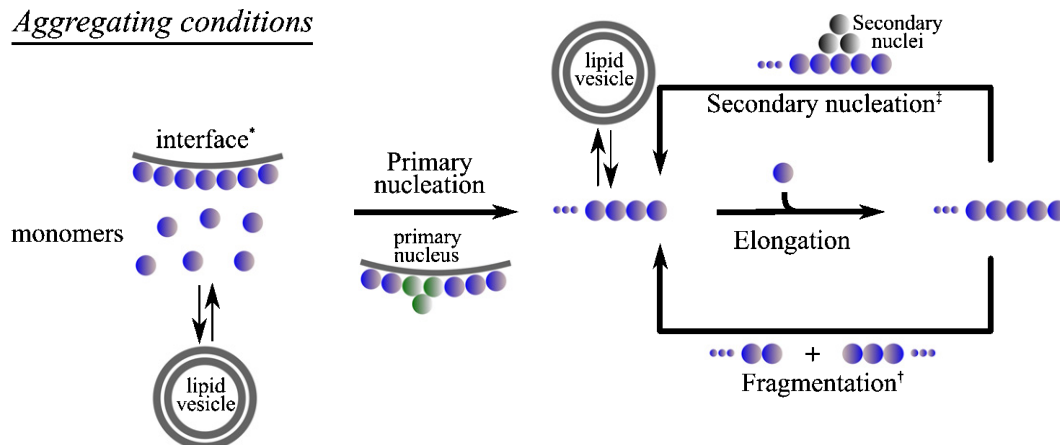 Aggregating conditions
interface*
monomers
lipid
vesicle
Primary
nucleation
primary
nucleus
lipid
vesicle
Secondary
nuclei
Secondary nucleation‡
Elongation
+
Fragmentation†